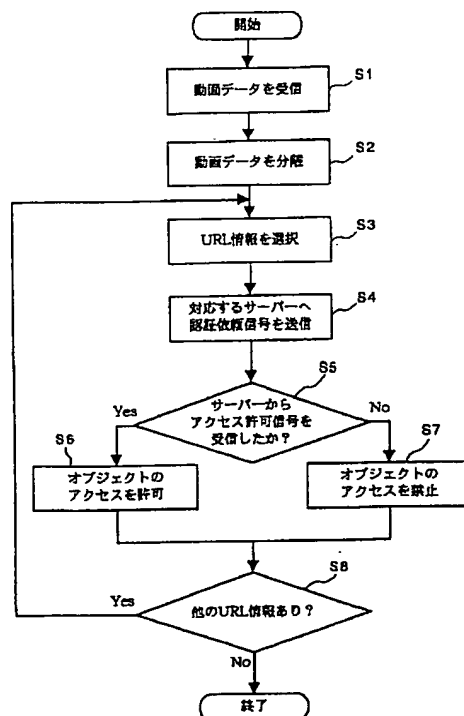 開始
動画データを受信
S1
動画データを分離
S2
URL情報を選択
S3
対応するサーバーへ
認証依頼信号を送信
S4
サーバーから
アクセス許可信号を
受信したか？
S5
Yes
No
オブジェクトの
アクセスを許可
S6
オブジェクトの
アクセスを禁止
S7
他のURL情報あり？
S8
Yes
No
終了